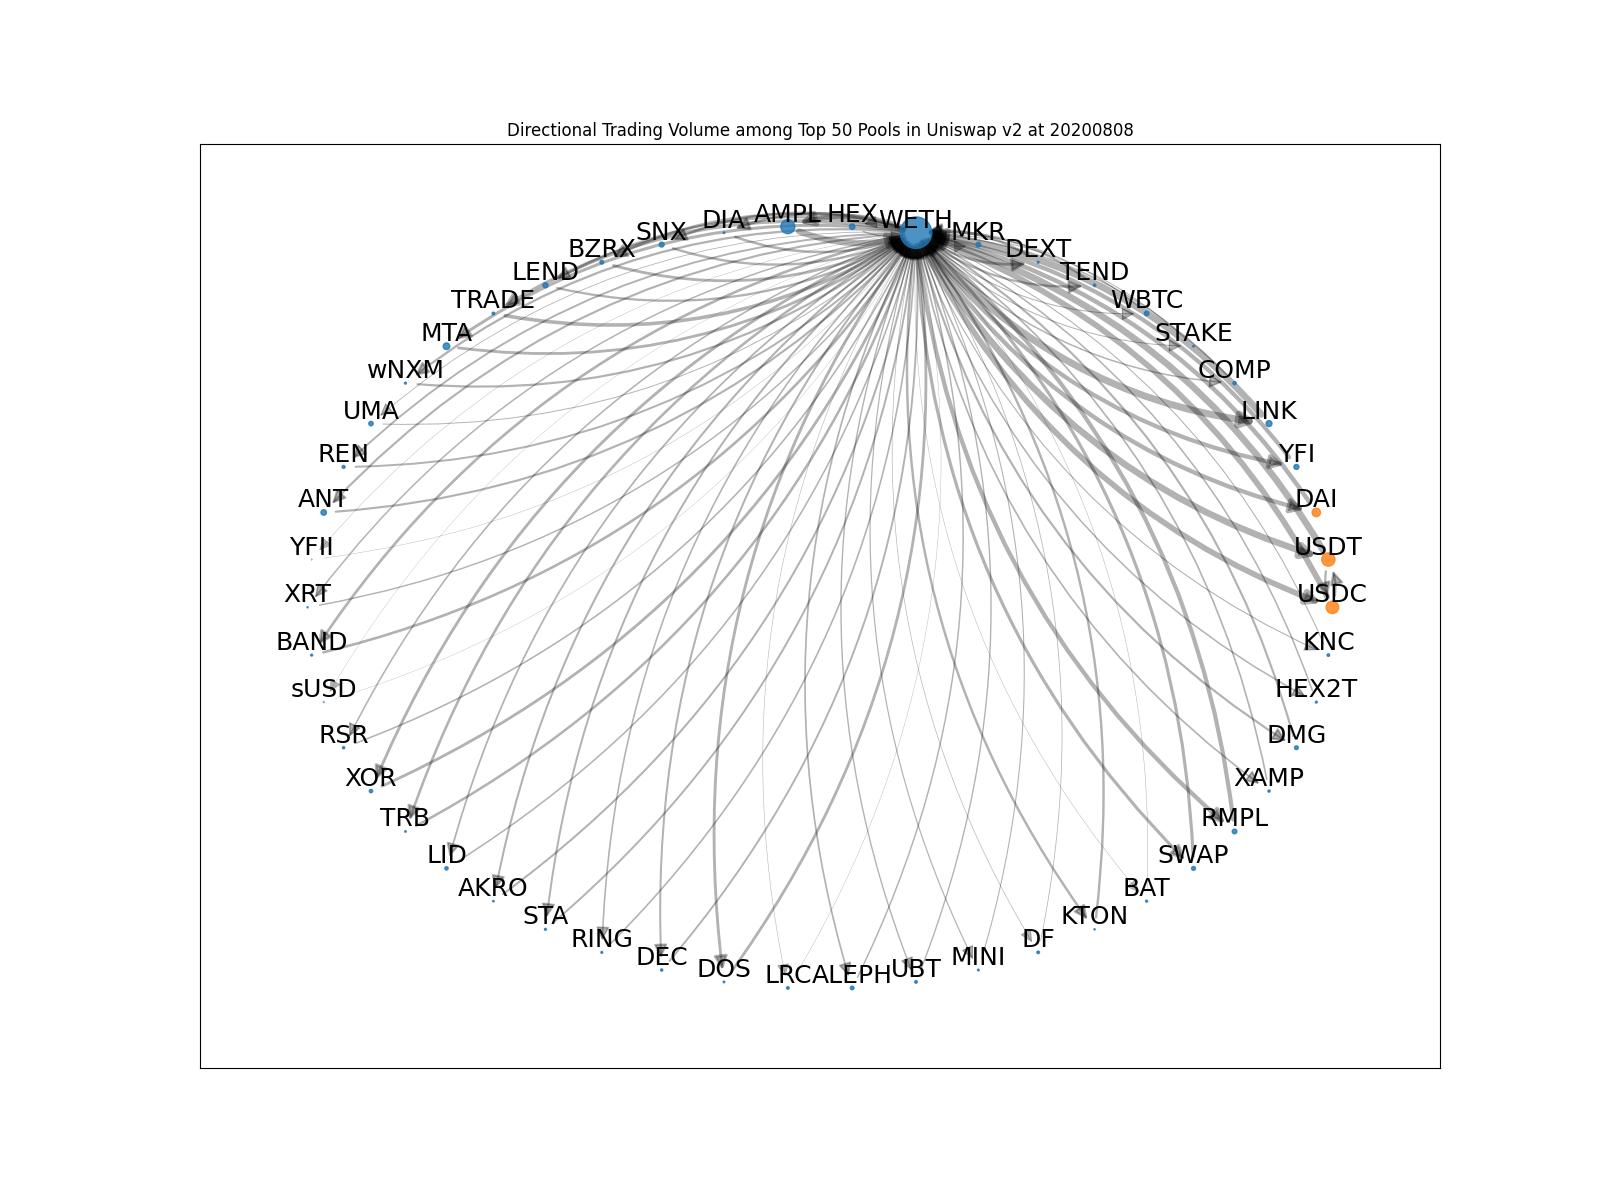 Directional Trading Volume among Top 50 Pools in Uniswap v2 at 20200808
DIA AMPL HEX WETH MKR
SNX
BZRX DEXT
LEND TEND
TRADE WBTC
MTA STAKE
wNXM COMP
UMA LINK
REN YFI
ANT DAI
YFII USDT
XRT USDC
BAND KNC
sUSD HEX2T
RSR DMG
XOR XAMP
TRB RMPL
LID SWAP
AKRO BAT
STA KTON
RING DF
DEC MINI
DOS LRC ALEPH UBT